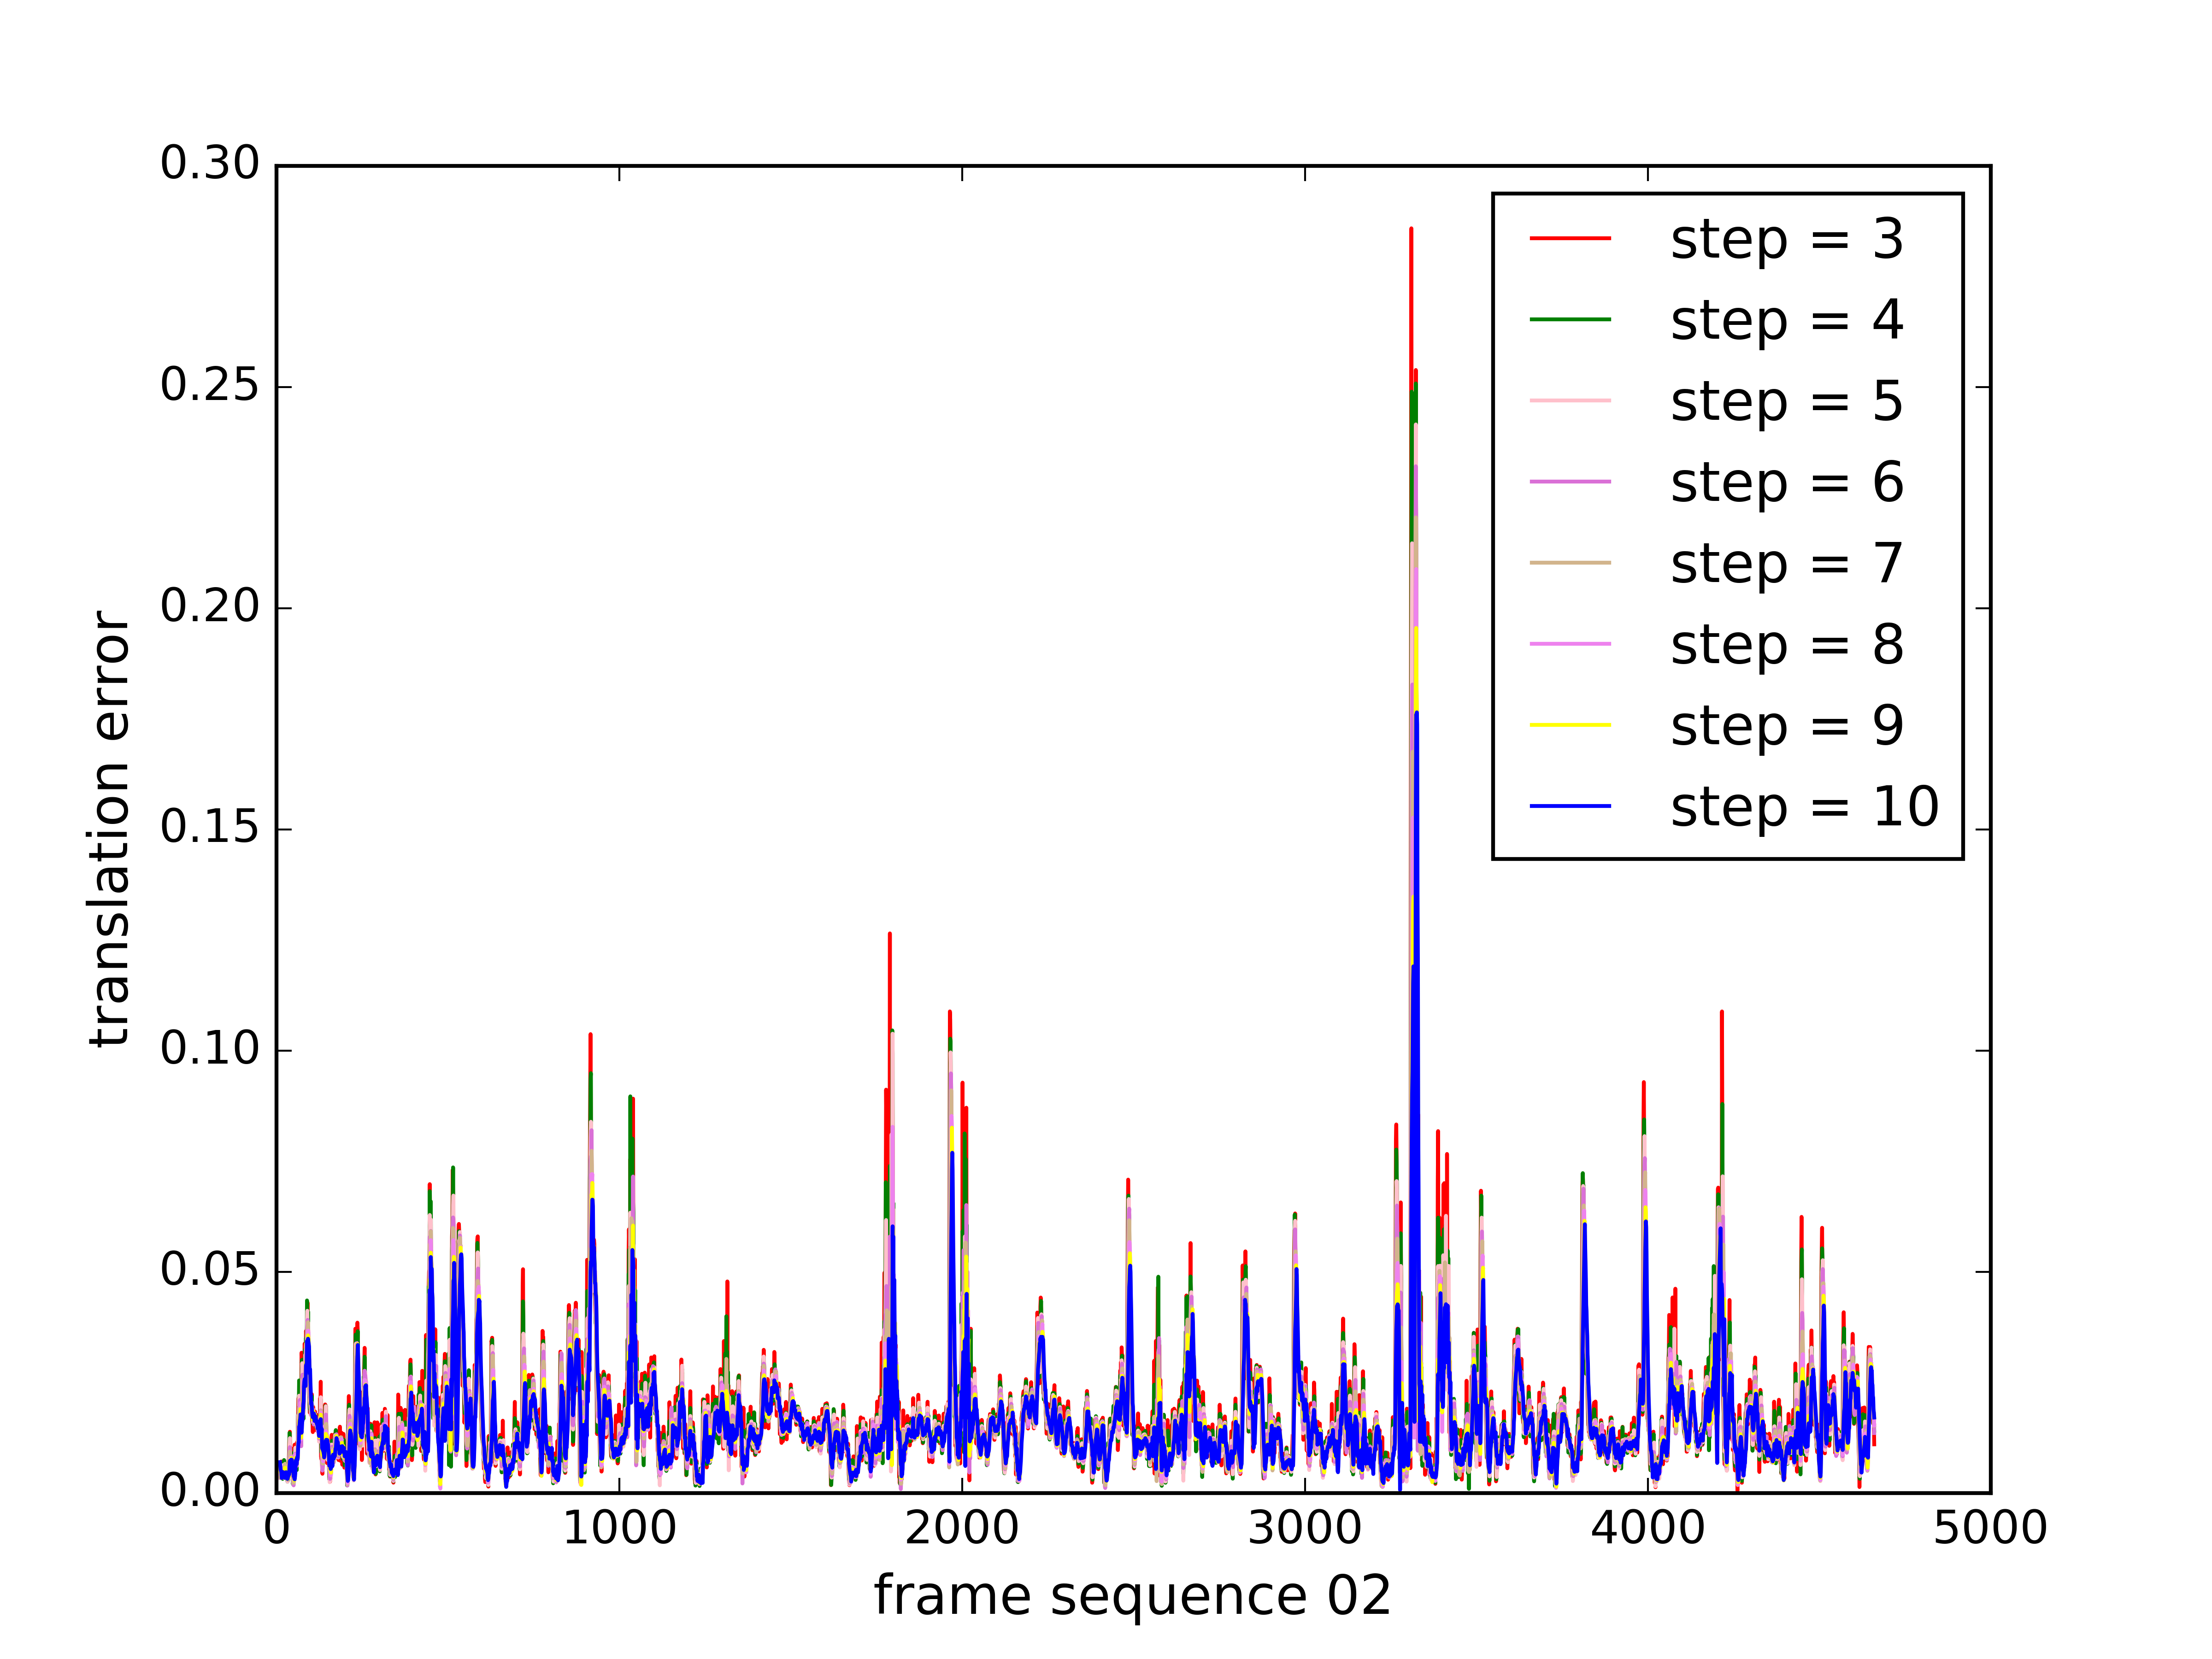 0.30
0.25
0.20
0.15
0.10
0.05
0.00
translation error
0 1000 2000 3000 4000 5000
frame sequence 02
step = 3
step = 4
step = 5
step = 6
step = 7
step = 8
step = 9
step = 10